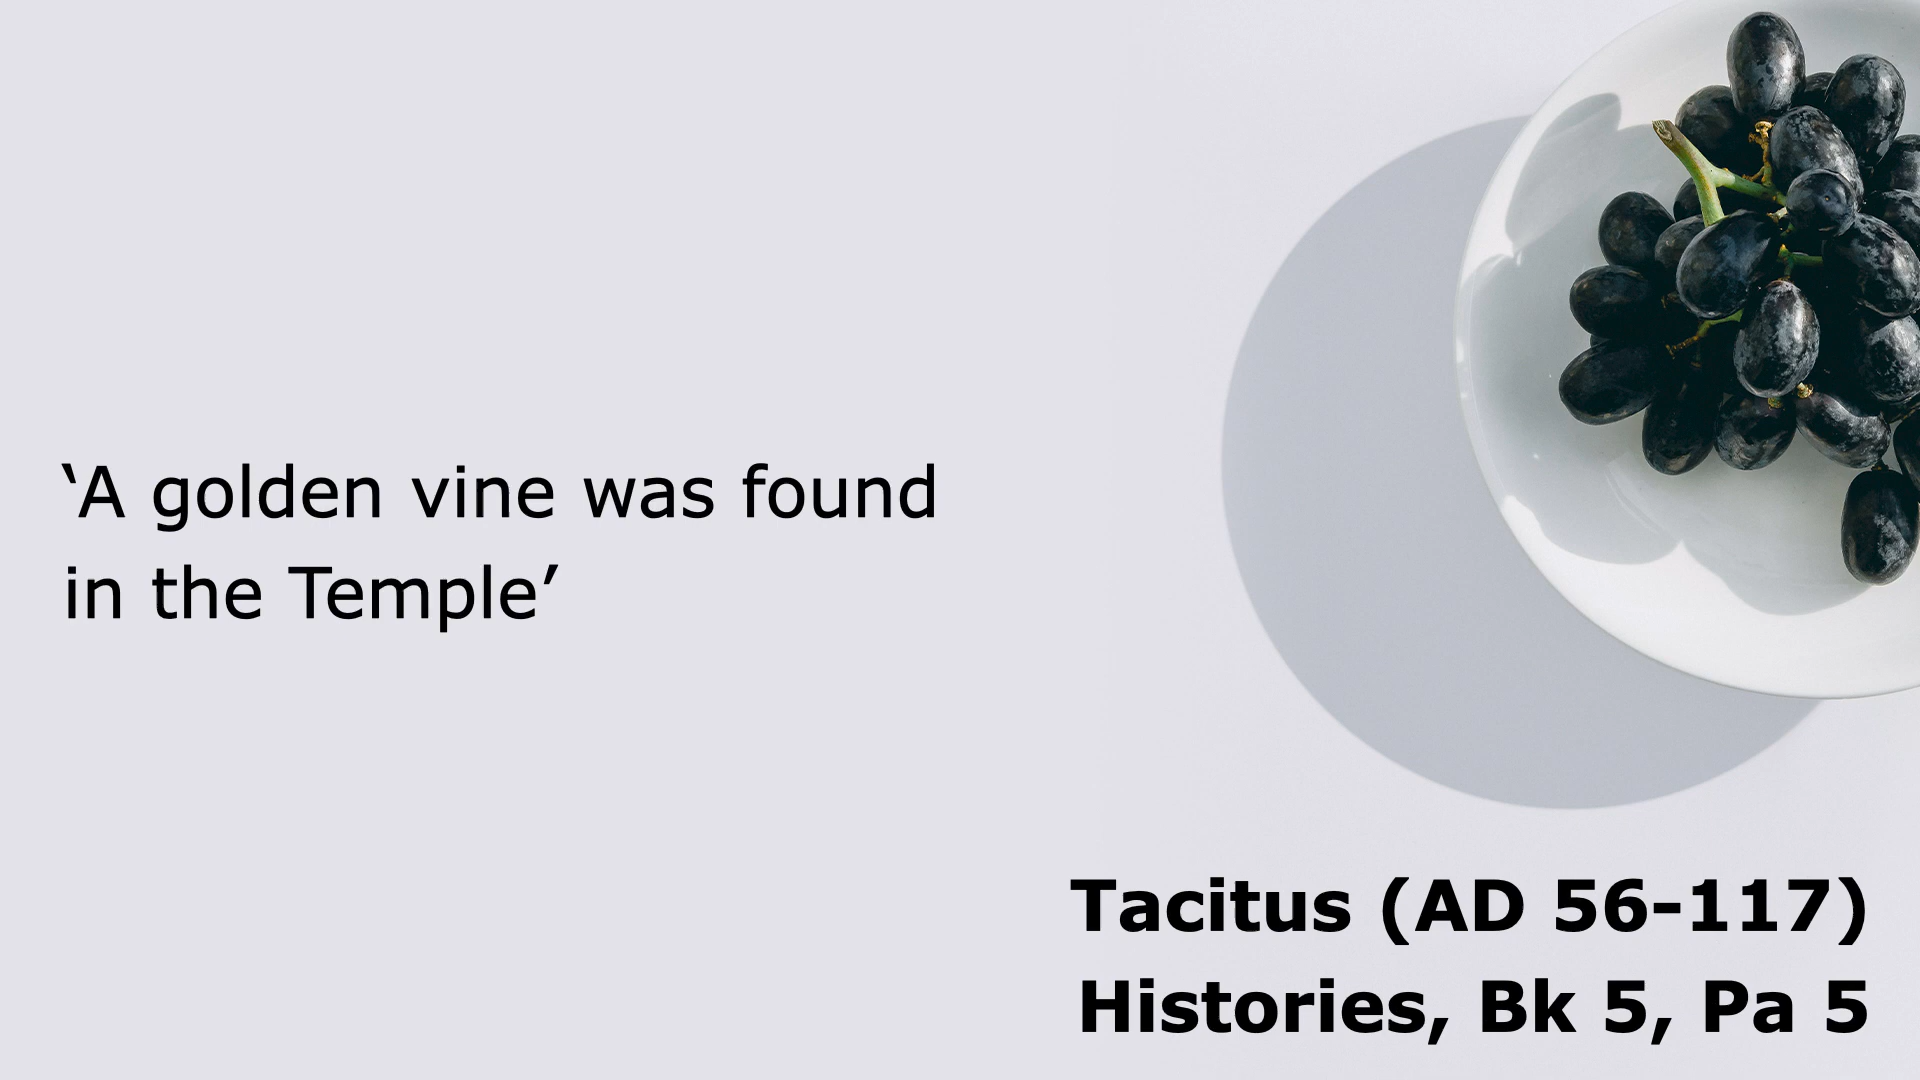 ‘A golden vine was found
in the Temple’
Tacitus (AD 56-117)
Histories, Bk 5, Pa 5